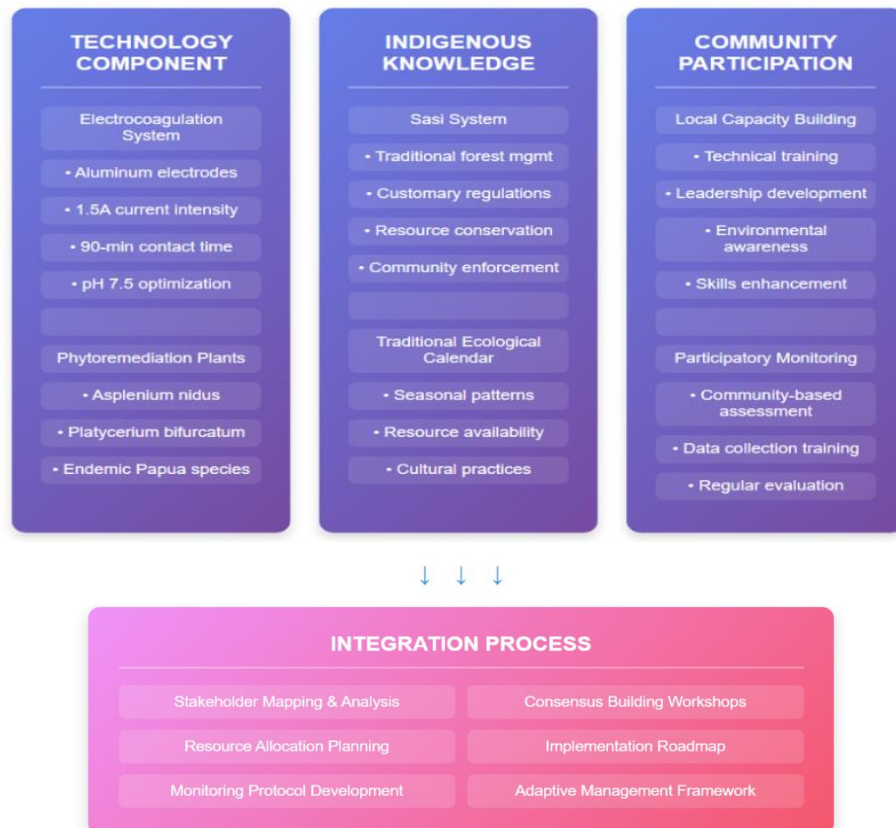 TECHNOLOGY
COMPONENT
Electrocoagulation
System
• Aluminum electrodes
• 1.5A current intensity
• 90-min contact time
• pH 7.5 optimization
Phytoremediation Plants
• Asplenium nidus
• Platycerium bifurcatum
• Endemic Papua species
INDIGENOUS
KNOWLEDGE
Sasi System
• Traditional forest mgmt
• Customary regulations
• Resource conservation
• Community enforcement
Traditional Ecological
Calendar
• Seasonal patterns
• Resource availability
• Cultural practices
COMMUNITY
PARTICIPATION
Local Capacity Building
• Technical training
• Leadership development
• Environmental
awareness
• Skills enhancement
Participatory Monitoring
• Community-based
assessment
• Data collection training
• Regular evaluation
↓ ↓ ↓
INTEGRATION PROCESS
Stakeholder Mapping & Analysis
Consensus Building Workshops
Resource Allocation Planning
Implementation Roadmap
Monitoring Protocol Development
Adaptive Management Framework